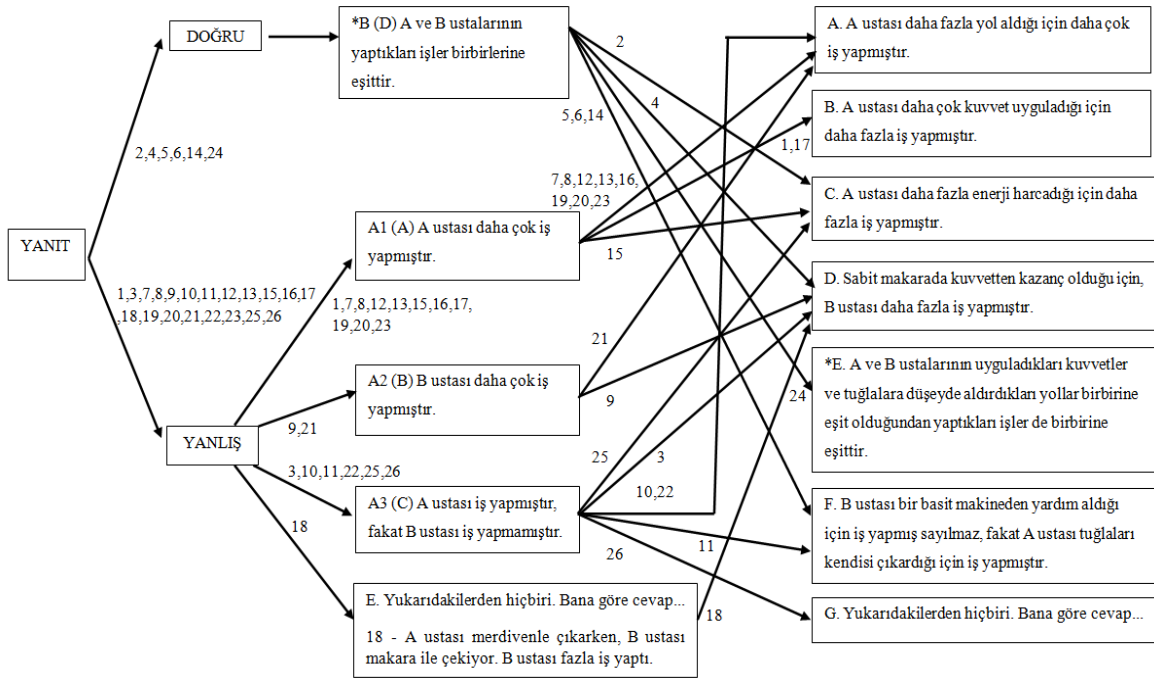 YANIT
DOĞRU
2,4,5,6,14,24
1,3,7,8,9,10,11,12,13,15,16,17
,18,19,20,21,22,23,25,26
YANLIŞ
1,7,8,12,13,15,16,17,
19,20,23
9,21
3,10,11,22,25,26
18
*B (D) A ve B ustalarının
yaptıkları işler birbirlerine
eşittir.
A1 (A) A ustası daha çok iş
yapmıştır.
A2 (B) B ustası daha çok iş
yapmıştır.
A3 (C) A ustası iş yapmıştır,
fakat B ustası iş yapmamıştır.
E. Yukarıdakilerden hiçbiri. Bana göre cevap...
18 - A ustası merdivenle çıkarken, B ustası
makara ile çekiyor. B ustası fazla iş yaptı.
2
4
5,6,14
1,17
7,8,12,13,16,
19,20,23
15
21
9
24
25
3
10,22
11
26
18
A. A ustası daha fazla yol aldığı için daha çok
iş yapmıştır.
B. A ustası daha çok kuvvet uyguladığı için
daha fazla iş yapmıştır.
C. A ustası daha fazla enerji harcadığı için daha
fazla iş yapmıştır.
D. Sabit makarada kuvvetten kazanç olduğu için,
B ustası daha fazla iş yapmıştır.
*E. A ve B ustalarının uyguladıkları kuvvetler
ve tuğlalara düşeyde aldırdıkları yollar birbirine
eşit olduğundan yaptıkları işler de birbirine
eşittir.
F. B ustası bir basit makineden yardım aldığı
için iş yapmış sayılmaz, fakat A ustası tuğlaları
kendisi çıkardığı için iş yapmıştır.
G. Yukarıdakilerden hiçbiri. Bana göre cevap...